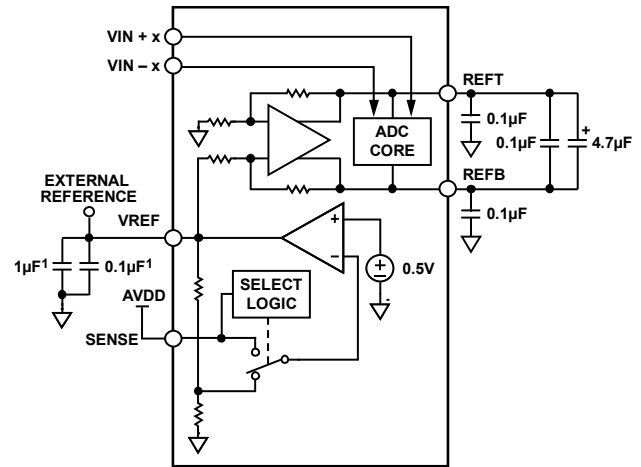 VIN + x
VIN – x
REFT
0.1µF
0.1µF
+
4.7µF
ADC
CORE
REFB
0.1µF
EXTERNAL
REFERENCE
VREF
1µF¹
0.1µF¹
+
–
0.5V
+
–
SELECT
LOGIC
AVDD
SENSE